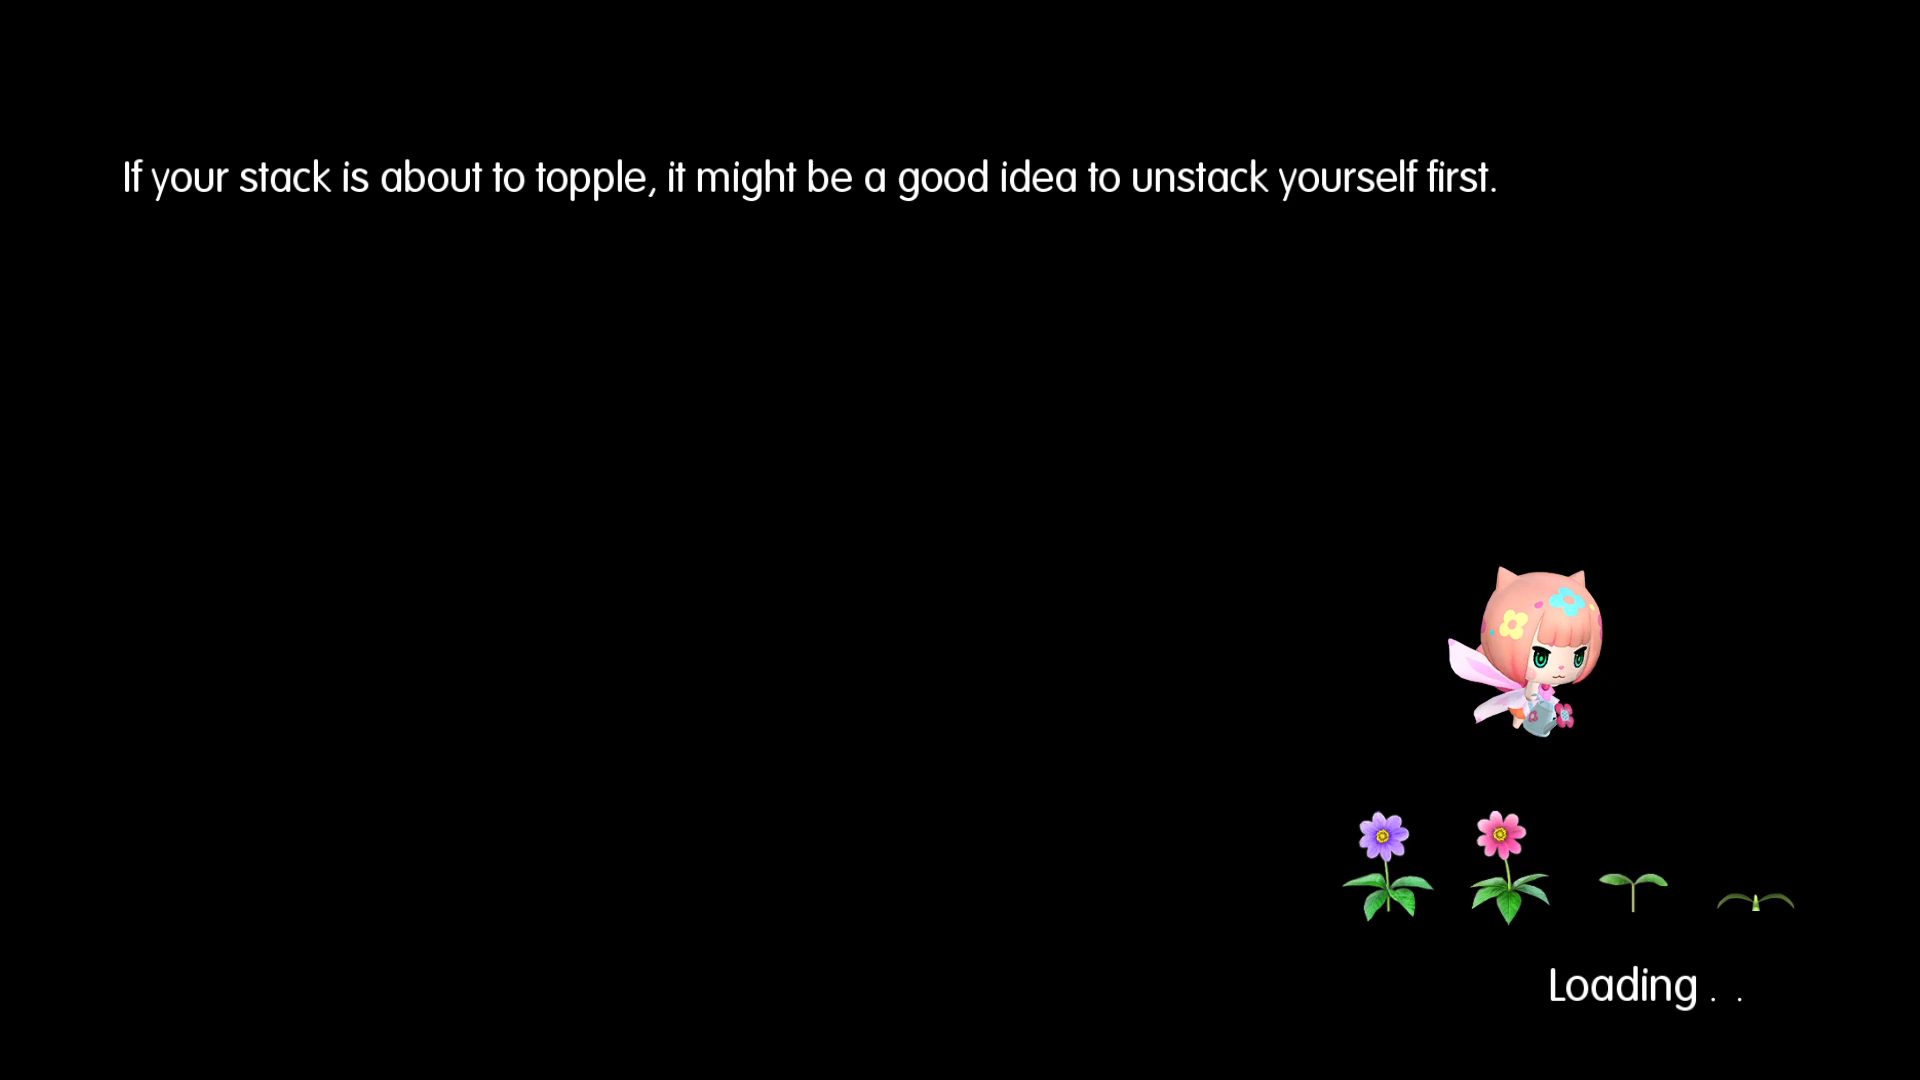 If your stack is about to topple, it might be a good idea to unstack yourself first.
Loading . .